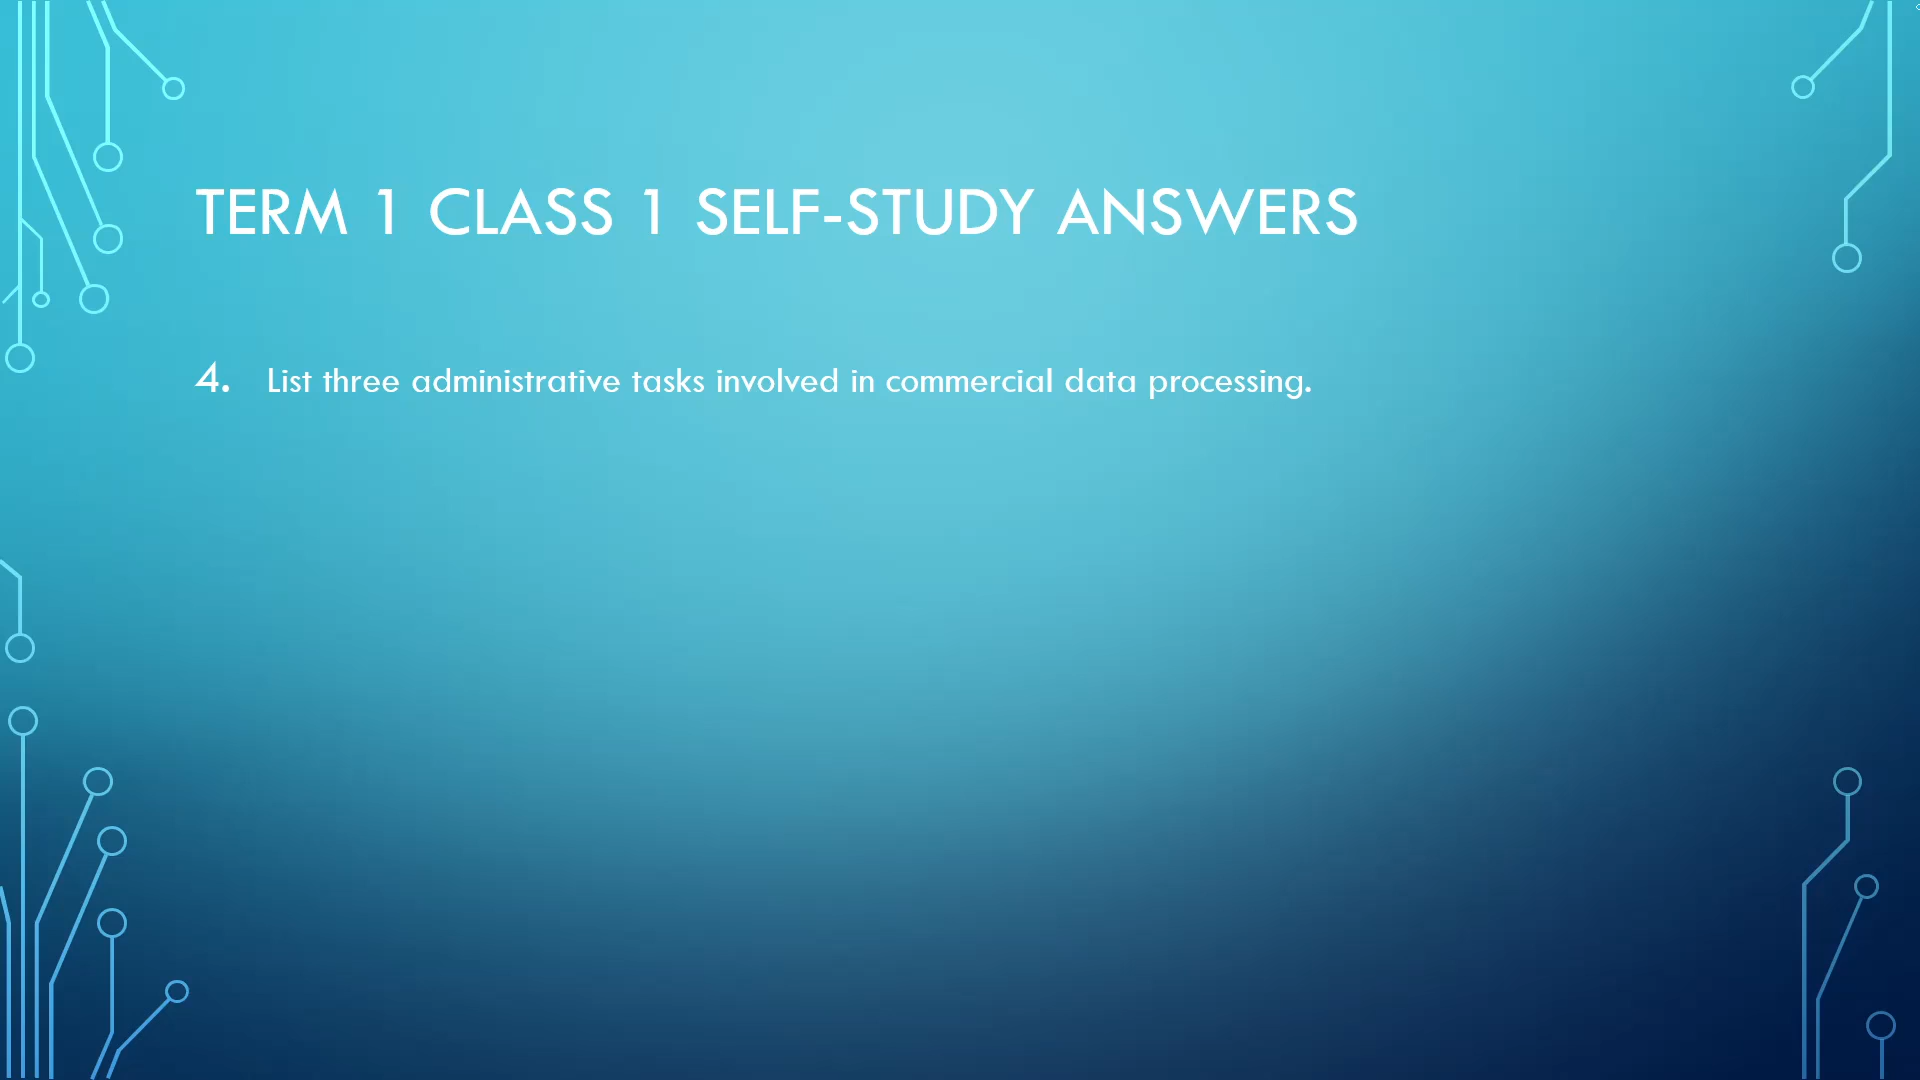 TERM 1 CLASS 1 SELF-STUDY ANSWERS
4. List three administrative tasks involved in commercial data processing.